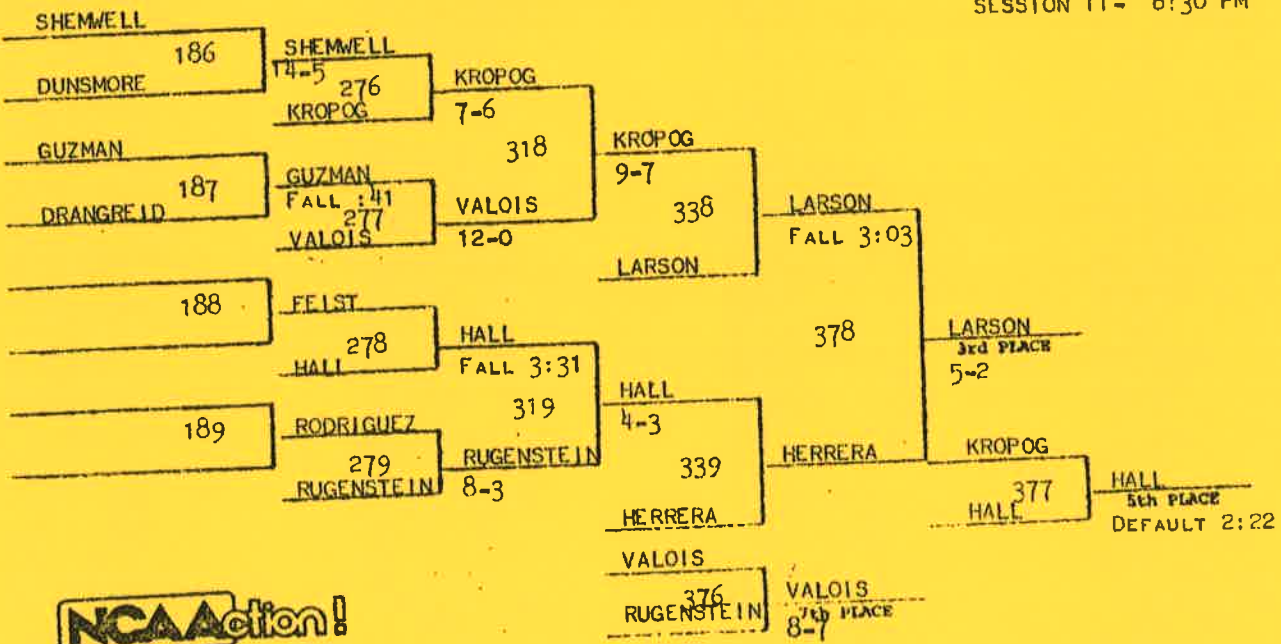 SESSION II- 6:30 PM
SHEMWELL
186
DUNSMORE
SHEMWELL
14-5
276
KROPOG
KROPOG
7-6
GUZMAN
187
DRANGREID
GUZMAN
FALL :41
277
VALOIS
VALOIS
12-0
318
KROPOG
9-7
338
LARSON
LARSON
FALL 3:03
188
FEIST
278
HALL
HALL
FALL 3:31
189
RODRIGUEZ
279
RUGENSTEIN
RUGENSTEIN
8-3
319
HALL
4-3
339
HERRERA
HERRERA
378
LARSON
3rd PLACE
5-2
KROPOG
377
HALL
HALL
5th PLACE
DEFAULT 2:22
VALOIS
376
RUGENSTEIN
VALOIS
7th PLACE
8-7
NCAAction!